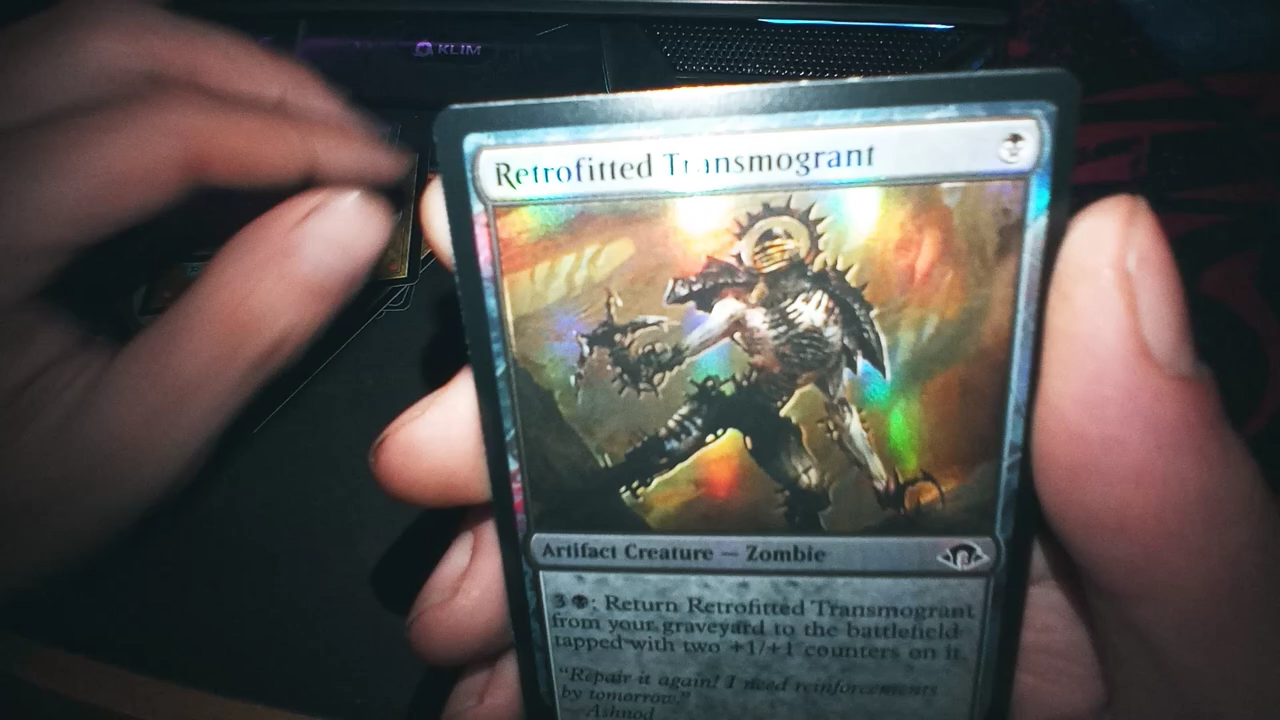 KLIM
Retrofitted Transmogrant
Artifact Creature — Zombie
3: Return Retrofitted Transmogrant
from your graveyard to the battlefield
tapped with two +1/+1 counters on it.
"Repair it again! I need reinforcements
by tomorrow."
—Ashnod